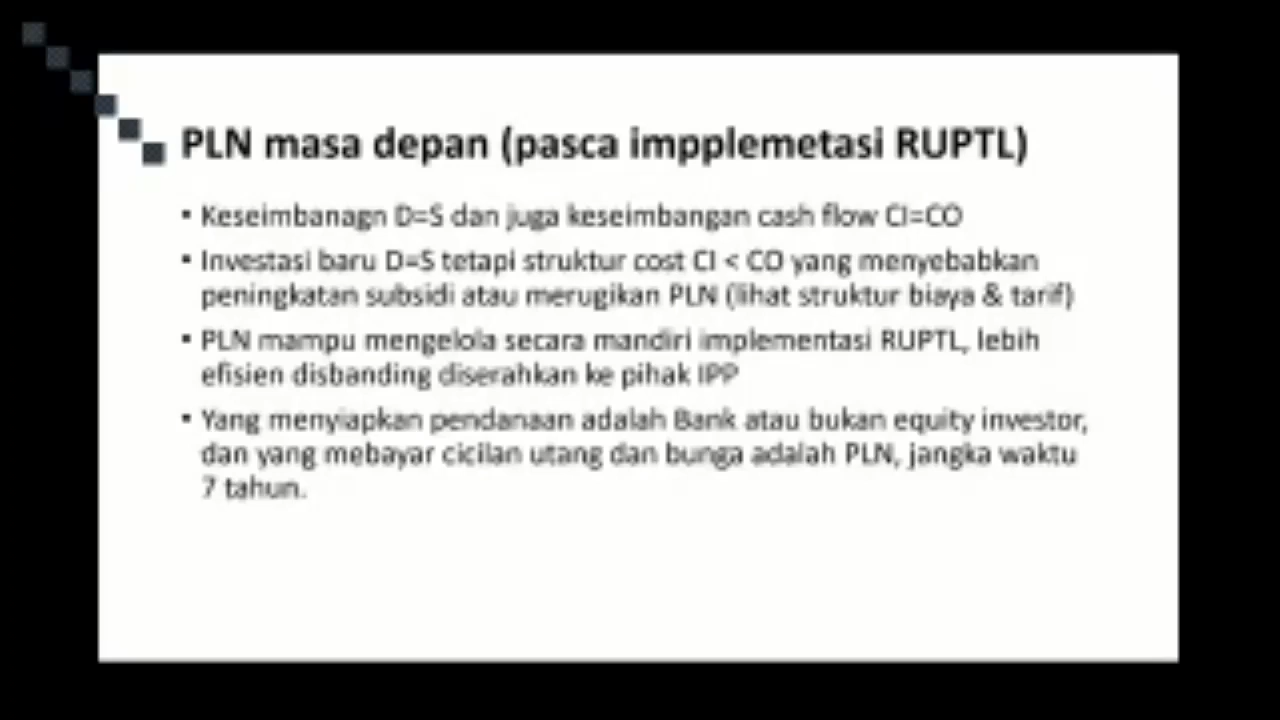 PLN masa depan (pasca impplemetasi RUPTL)
▪ Keseimbanagn D=S dan juga keseimbangan cash flow CI=CO
▪ Investasi baru D=S tetapi struktur cost CI < CO yang menyebabkan
peningkatan subsidi atau merugikan PLN (lihat struktur biaya & tarif)
▪ PLN mampu mengelola secara mandiri implementasi RUPTL, lebih
efisien disbanding diserahkan ke pihak IPP
▪ Yang menyiapkan pendanaan adalah Bank atau bukan equity investor,
dan yang mebayar cicilan utang dan bunga adalah PLN, jangka waktu
7 tahun.